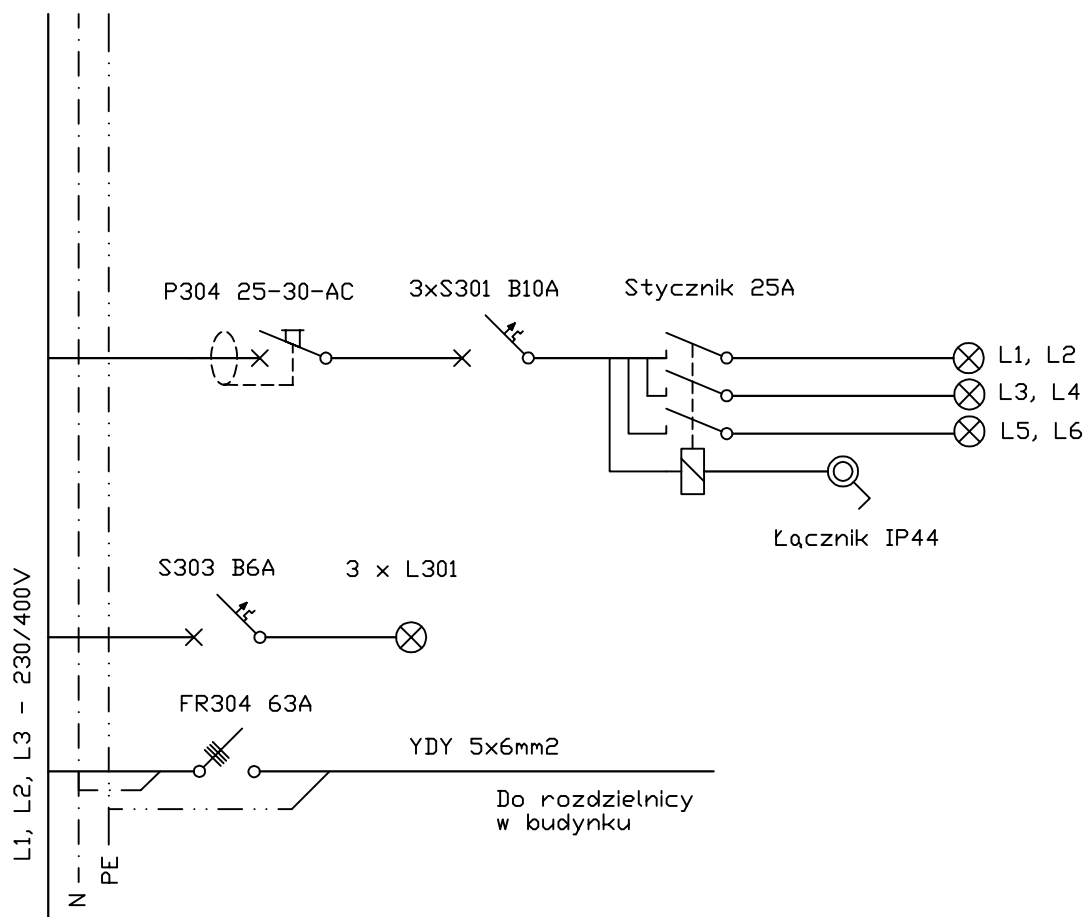 P304 25-30-AC
3xS301 B10A
Stycznik 25A
L1, L2
L3, L4
L5, L6
Łącznik IP44
S303 B6A
3 x L301
FR304 63A
YDY 5x6mm2
Do rozdzielnicy
w budynku
L1, L2, L3 - 230/400V
N
PE